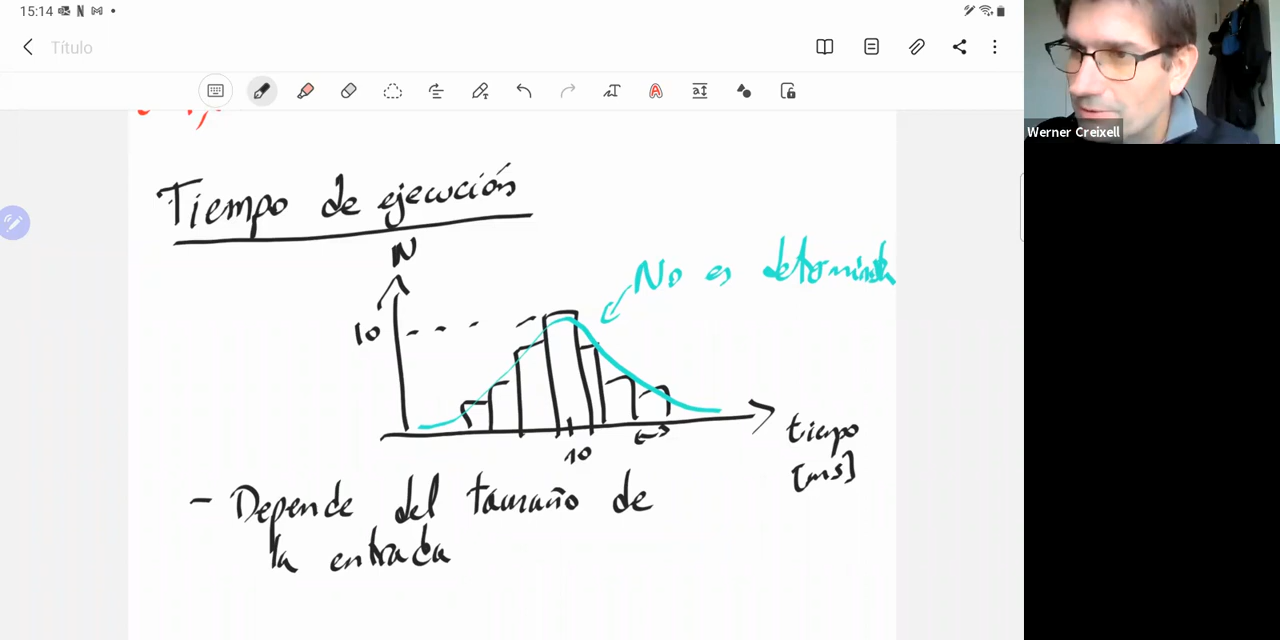 15:14
Título
Werner Creixell
Tiempo de ejecución
N
No es
10
10
tiempo
[ms]
- Depende del tamaño de
la entrada